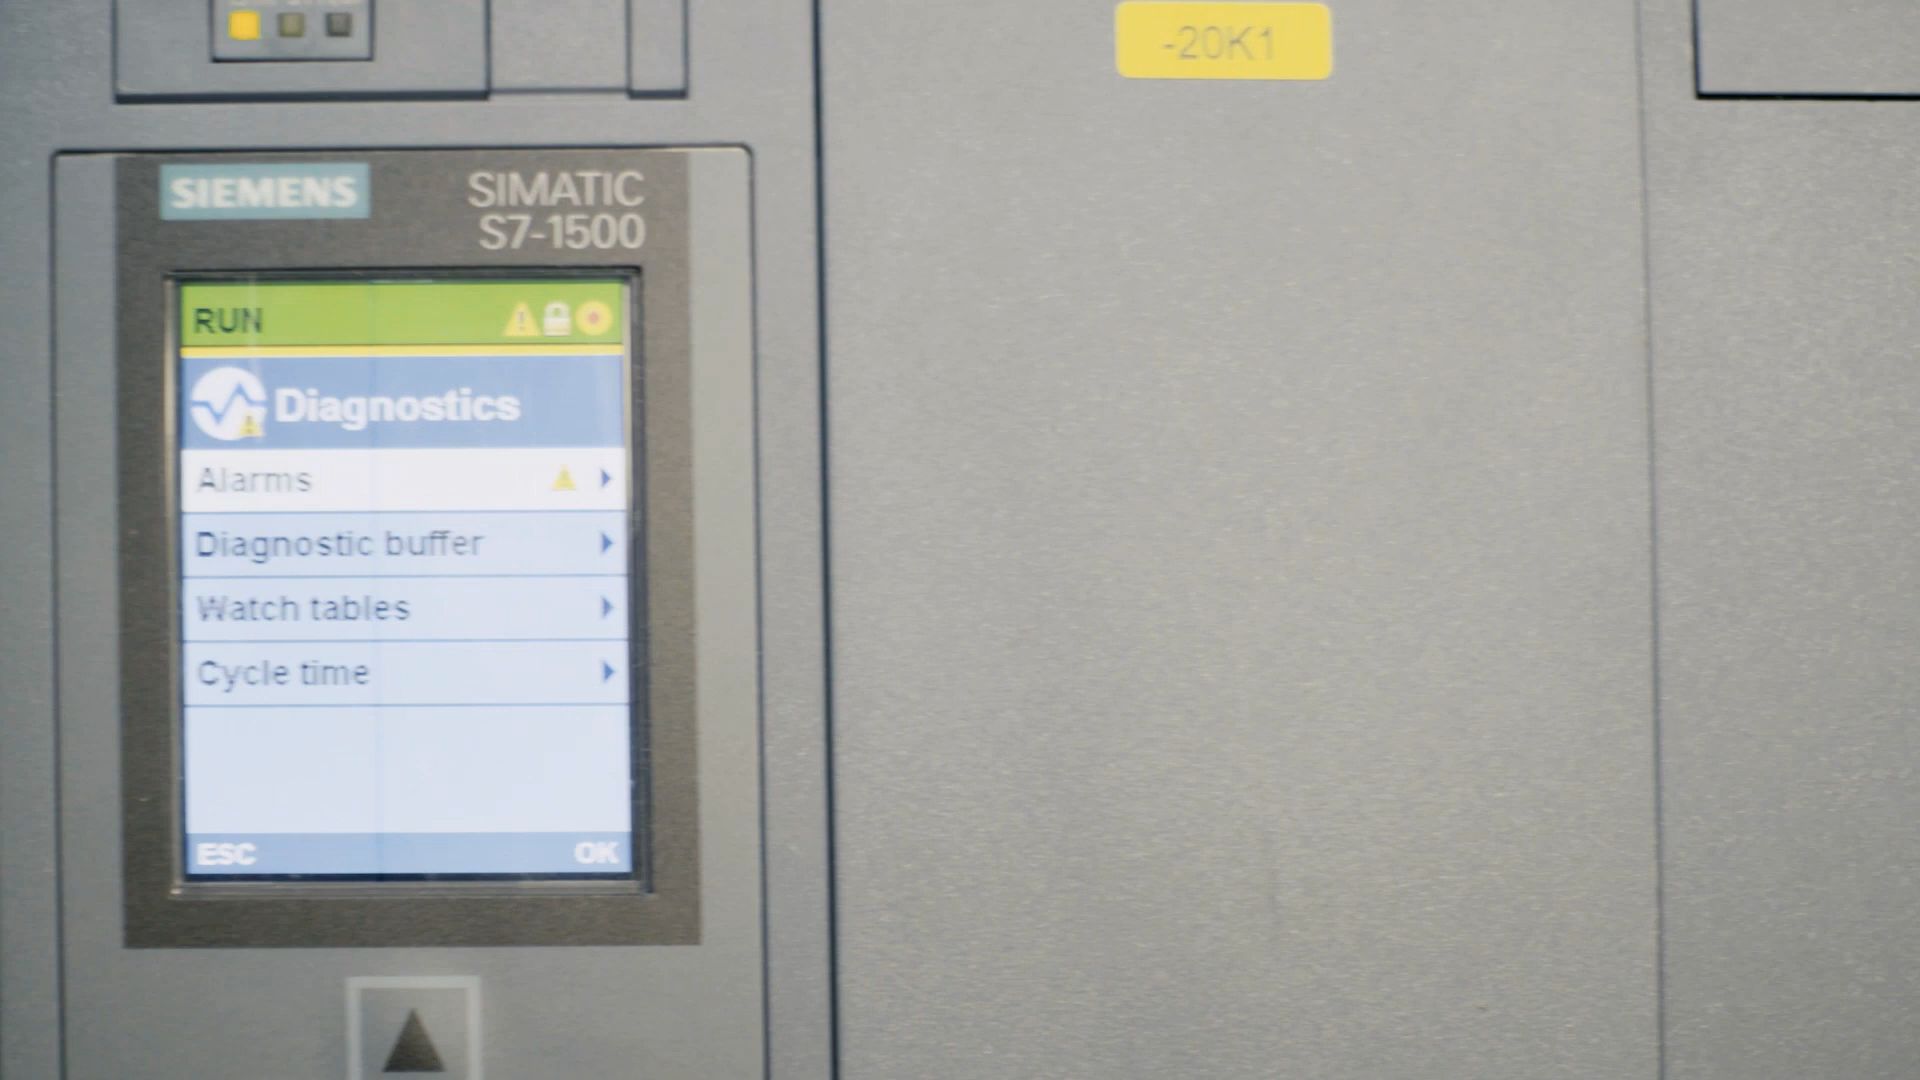 -20K1
SIEMENS
SIMATIC
S7-1500
RUN
Diagnostics
Alarms
Diagnostic buffer
Watch tables
Cycle time
ESC
OK